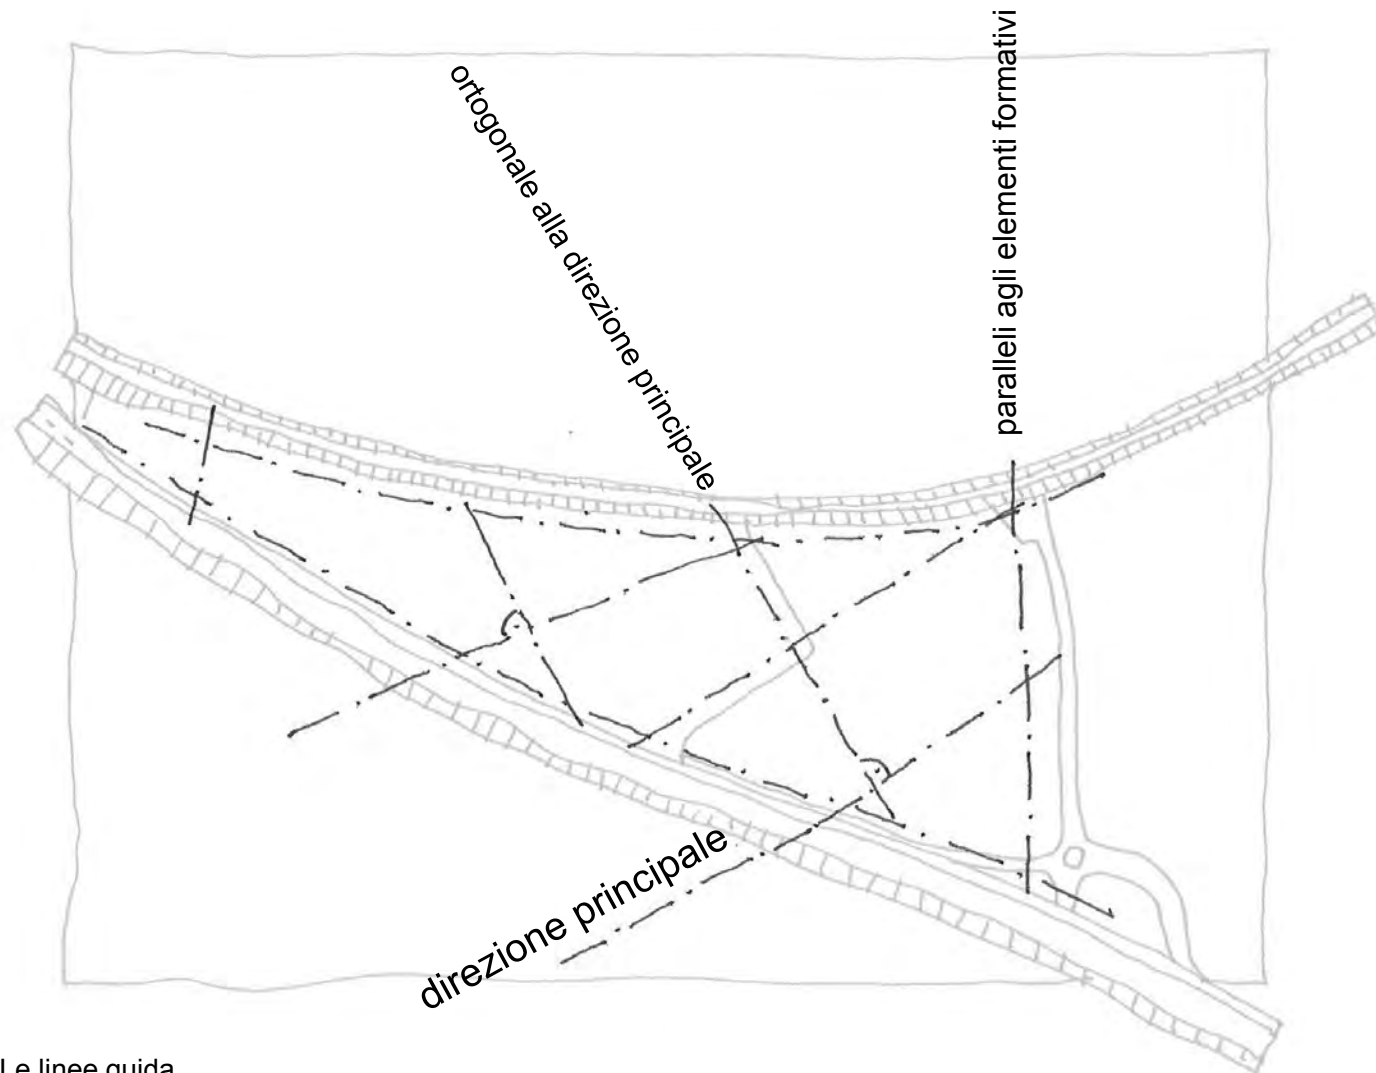 ortogonale alla direzione principale
paralleli agli elementi formativi
direzione principale
Le linee guida